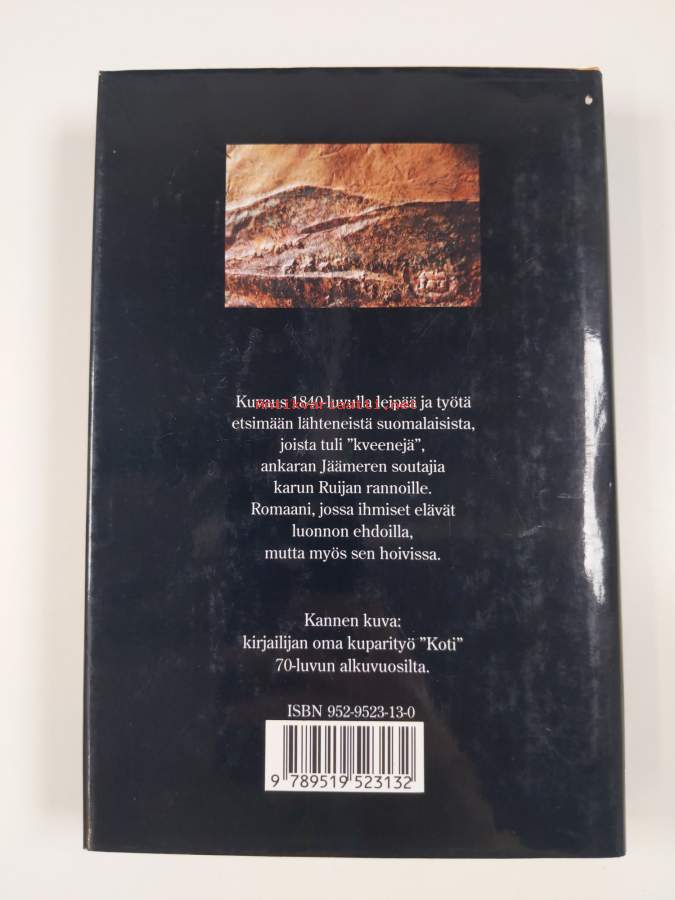 Kuvaus 1840-luvulla leipää ja työtä
Antikvariaatti.net
etsimään lähteneistä suomalaisista,
joista tuli ”kveenejä”,
ankaran Jäämeren soutajia
karun Ruijan rannoille.
Romaani, jossa ihmiset elävät
luonnon ehdoilla,
mutta myös sen hoivissa.
Kannen kuva:
kirjailijan oma kuparityö ”Koti”
70-luvun alkuvuosilta.
ISBN 952-9523-13-0
9 789519 523132